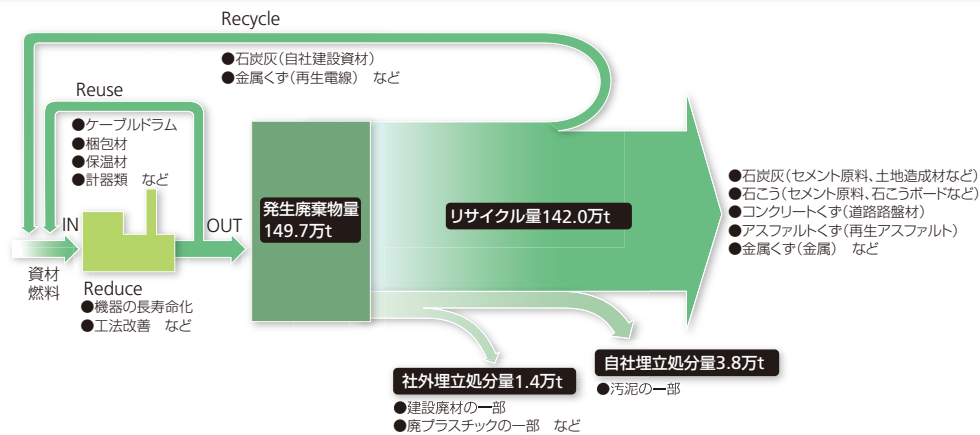 Recycle
●石炭灰(自社建設資材)
●金属くず(再生電線) など
Reuse
●ケーブルドラム
●梱包材
●保温材
●計器類 など
IN
OUT
資材
燃料
Reduce
●機器の長寿命化
●工法改善 など
発生廃棄物量
149.7万t
リサイクル量142.0万t
●石炭灰(セメント原料、土地造成材など)
●石こう(セメント原料、石こうボードなど)
●コンクリートくず(道路路盤材)
●アスファルトくず(再生アスファルト)
●金属くず(金属) など
自社埋立処分量3.8万t
●汚泥の一部
社外埋立処分量1.4万t
●建設廃材の一部
●廃プラスチックの一部 など